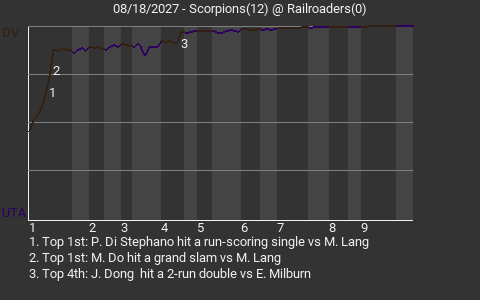 08/18/2027 - Scorpions(12) @ Railroaders(0)
DV
2
1
3
UTA
1 2 3 4 5 6 7 8 9
1. Top 1st: P. Di Stephano hit a run-scoring single vs M. Lang
2. Top 1st: M. Do hit a grand slam vs M. Lang
3. Top 4th: J. Dong  hit a 2-run double vs E. Milburn